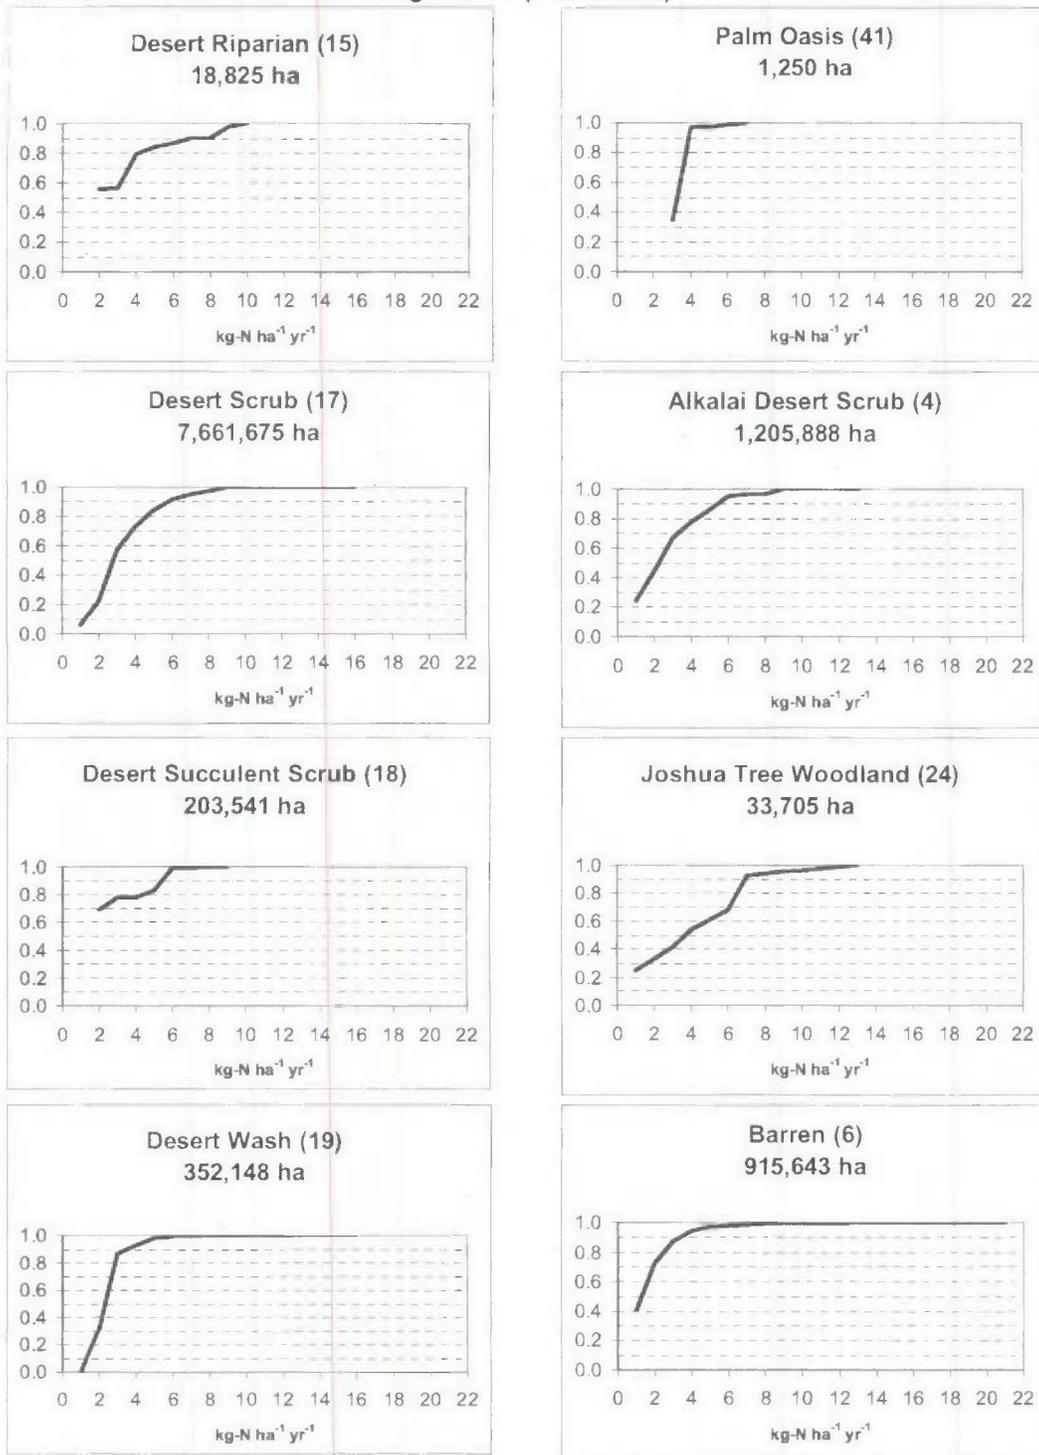 Desert Riparian (15)
18,825 ha
1.0
0.8
0.6
0.4
0.2
0.0
0 2 4 6 8 10 12 14 16 18 20 22
kg-N ha⁻¹ yr⁻¹
Palm Oasis (41)
1,250 ha
1.0
0.8
0.6
0.4
0.2
0.0
0 2 4 6 8 10 12 14 16 18 20 22
kg-N ha⁻¹ yr⁻¹
Desert Scrub (17)
7,661,675 ha
1.0
0.8
0.6
0.4
0.2
0.0
0 2 4 6 8 10 12 14 16 18 20 22
kg-N ha⁻¹ yr⁻¹
Alkalai Desert Scrub (4)
1,205,888 ha
1.0
0.8
0.6
0.4
0.2
0.0
0 2 4 6 8 10 12 14 16 18 20 22
kg-N ha⁻¹ yr⁻¹
Desert Succulent Scrub (18)
203,541 ha
1.0
0.8
0.6
0.4
0.2
0.0
0 2 4 6 8 10 12 14 16 18 20 22
kg-N ha⁻¹ yr⁻¹
Joshua Tree Woodland (24)
33,705 ha
1.0
0.8
0.6
0.4
0.2
0.0
0 2 4 6 8 10 12 14 16 18 20 22
kg-N ha⁻¹ yr⁻¹
Desert Wash (19)
352,148 ha
1.0
0.8
0.6
0.4
0.2
0.0
0 2 4 6 8 10 12 14 16 18 20 22
kg-N ha⁻¹ yr⁻¹
Barren (6)
915,643 ha
1.0
0.8
0.6
0.4
0.2
0.0
0 2 4 6 8 10 12 14 16 18 20 22
kg-N ha⁻¹ yr⁻¹